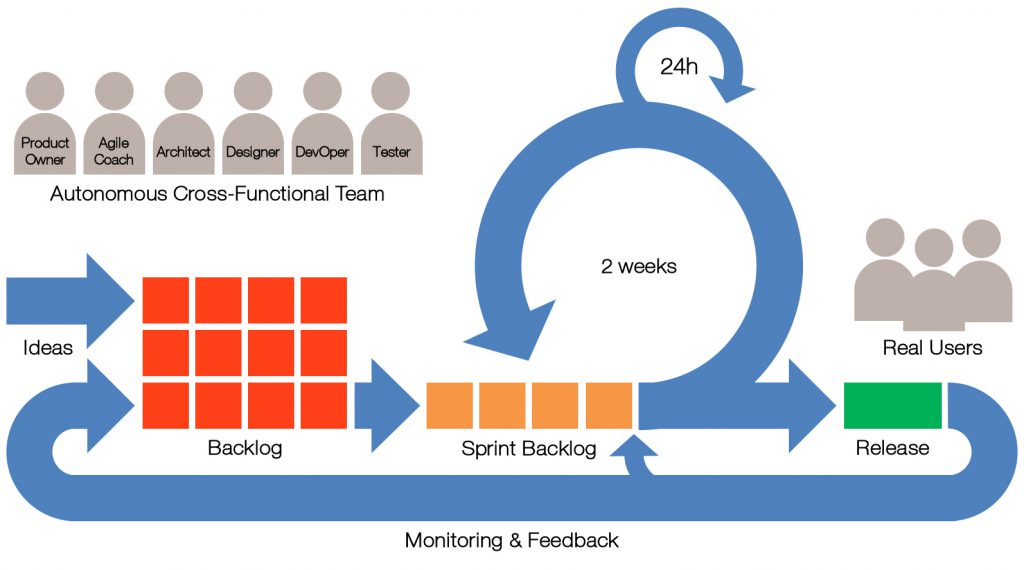 24h
Product
Owner
Agile
Coach
Architect
Designer
DevOper
Tester
Autonomous Cross-Functional Team
2 weeks
Ideas
Real Users
Backlog
Sprint Backlog
Release
Monitoring & Feedback